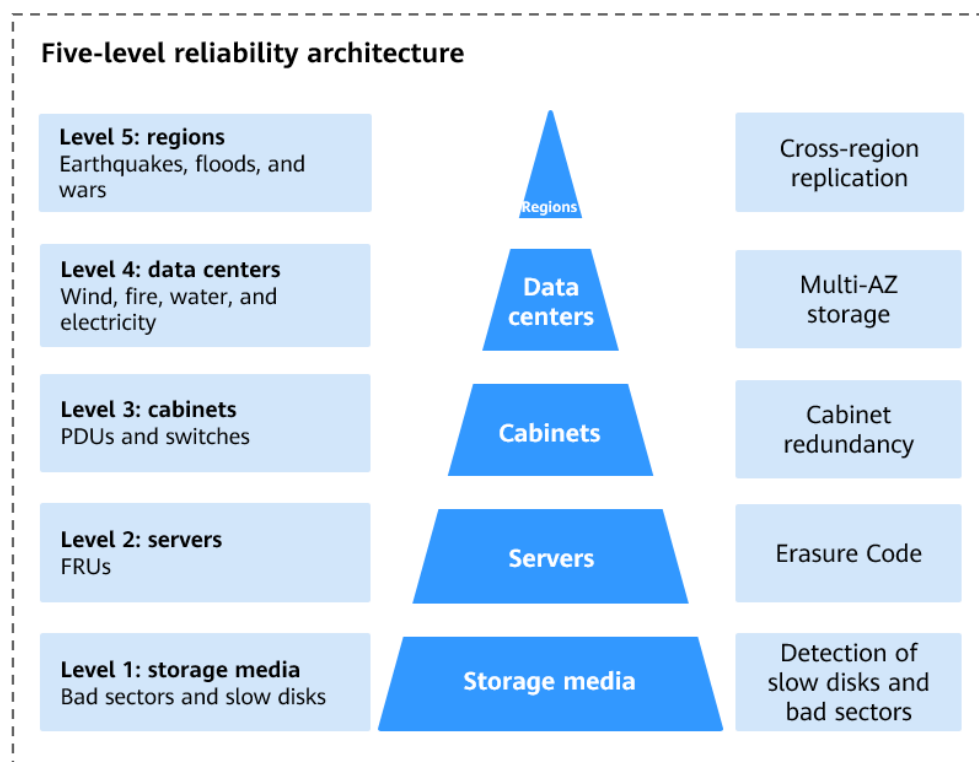 Five-level reliability architecture
Level 5: regions
Earthquakes, floods, and
wars
Regions
Cross-region
replication
Level 4: data centers
Wind, fire, water, and
electricity
Data
centers
Multi-AZ
storage
Level 3: cabinets
PDUs and switches
Cabinets
Cabinet
redundancy
Level 2: servers
FRUs
Servers
Erasure Code
Level 1: storage media
Bad sectors and slow disks
Storage media
Detection of
slow disks and
bad sectors